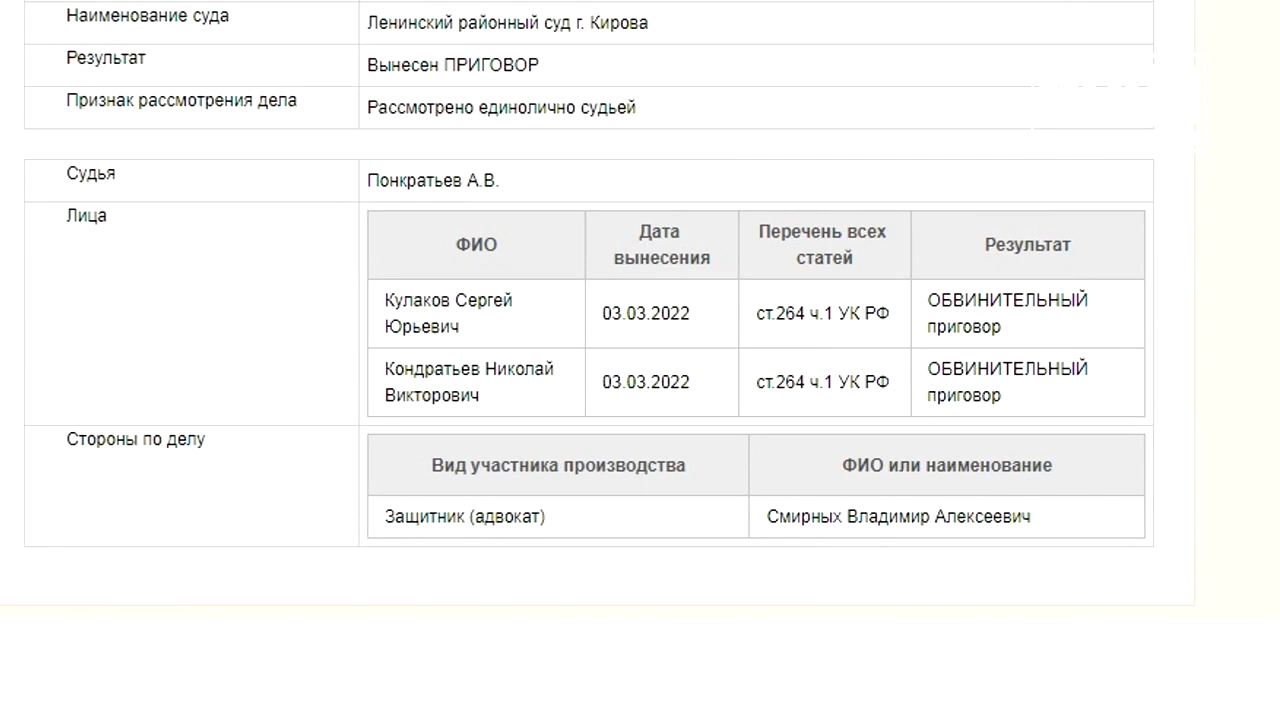 Наименование суда
Ленинский районный суд г. Кирова
Результат
Вынесен ПРИГОВОР
Признак рассмотрения дела
Рассмотрено единолично судьей
Судья
Понкратьев А.В.
Лица
ФИО
Дата
вынесения
Перечень всех
статей
Результат
Кулаков Сергей
Юрьевич
03.03.2022
ст.264 ч.1 УК РФ
ОБВИНИТЕЛЬНЫЙ
приговор
Кондратьев Николай
Викторович
03.03.2022
ст.264 ч.1 УК РФ
ОБВИНИТЕЛЬНЫЙ
приговор
Стороны по делу
Вид участника производства
ФИО или наименование
Защитник (адвокат)
Смирных Владимир Алексеевич